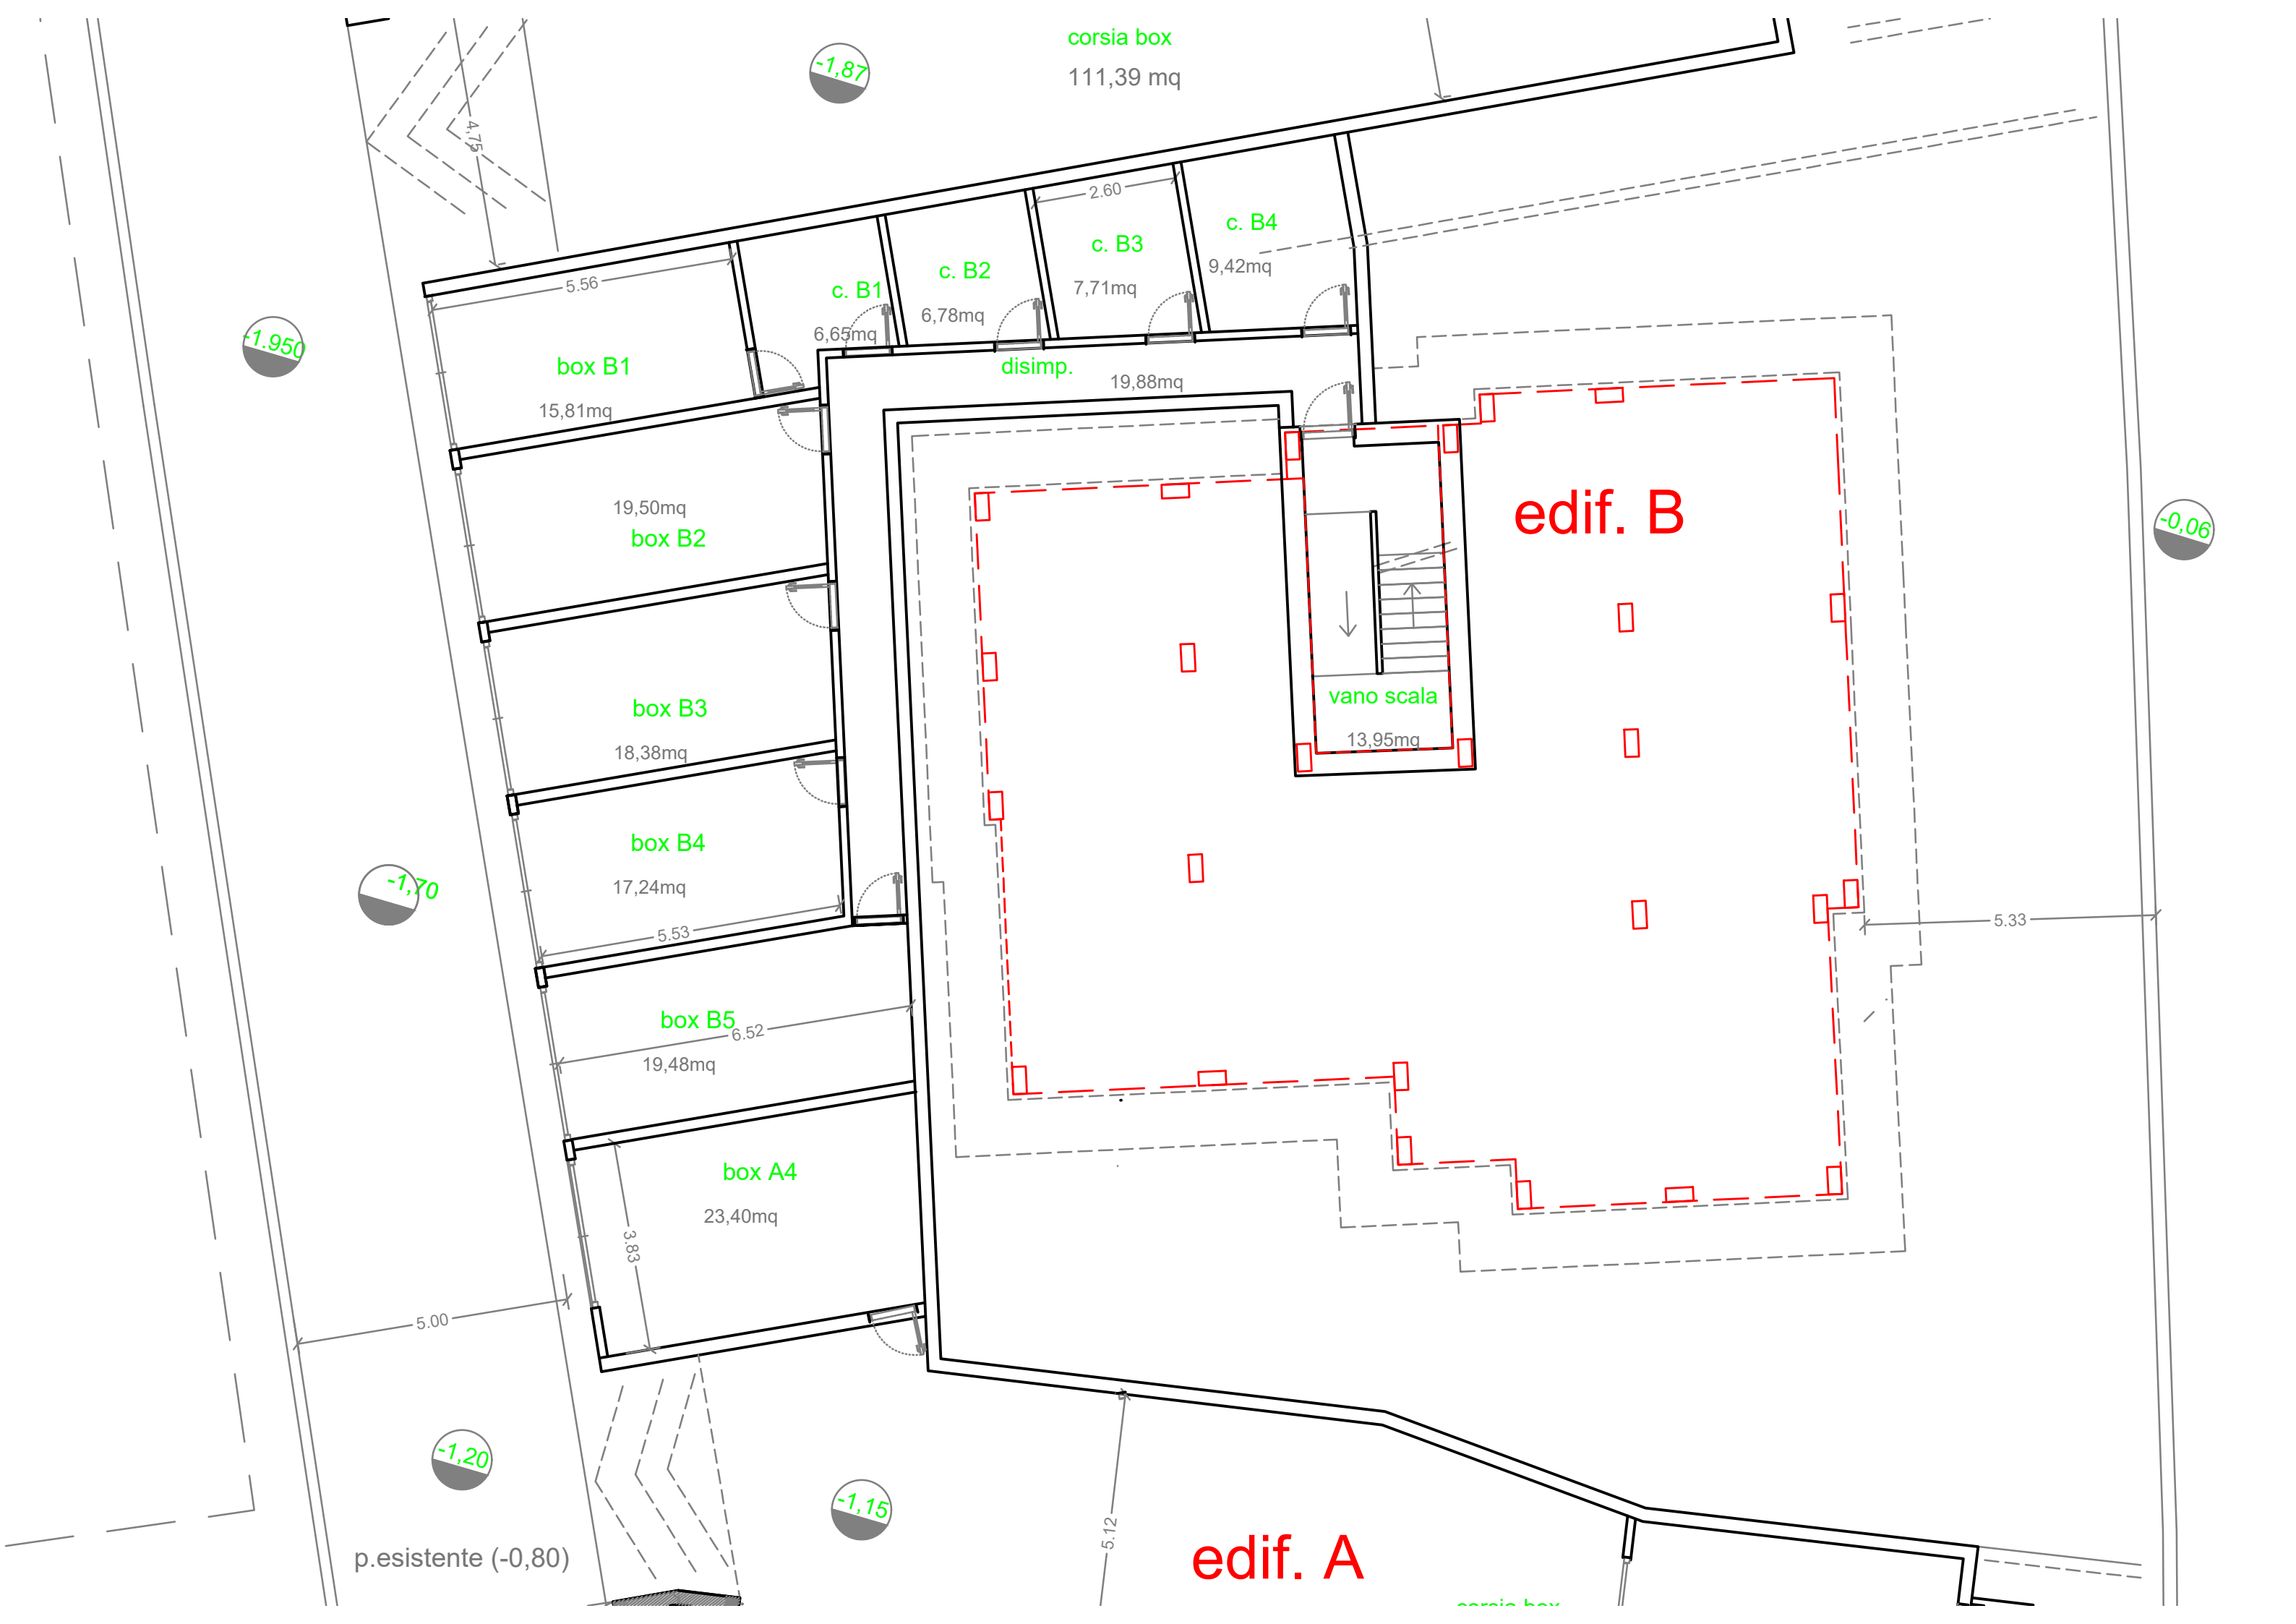 corsia box
111,39 mq
-1,87
4,75
2.60
c. B4
9,42mq
c. B3
7,71mq
c. B2
6,78mq
c. B1
6,65mq
5.56
-1.950
box B1
15,81mq
disimp.
19,88mq
19,50mq
box B2
edif. B
-0,06
box B3
18,38mq
vano scala
13,95mq
box B4
17,24mq
-1,70
5.53
5.33
box B5
6.52
19,48mq
box A4
23,40mq
3.83
5.00
-1,20
-1,15
5.12
p.esistente (-0,80)
edif. A
corsia box